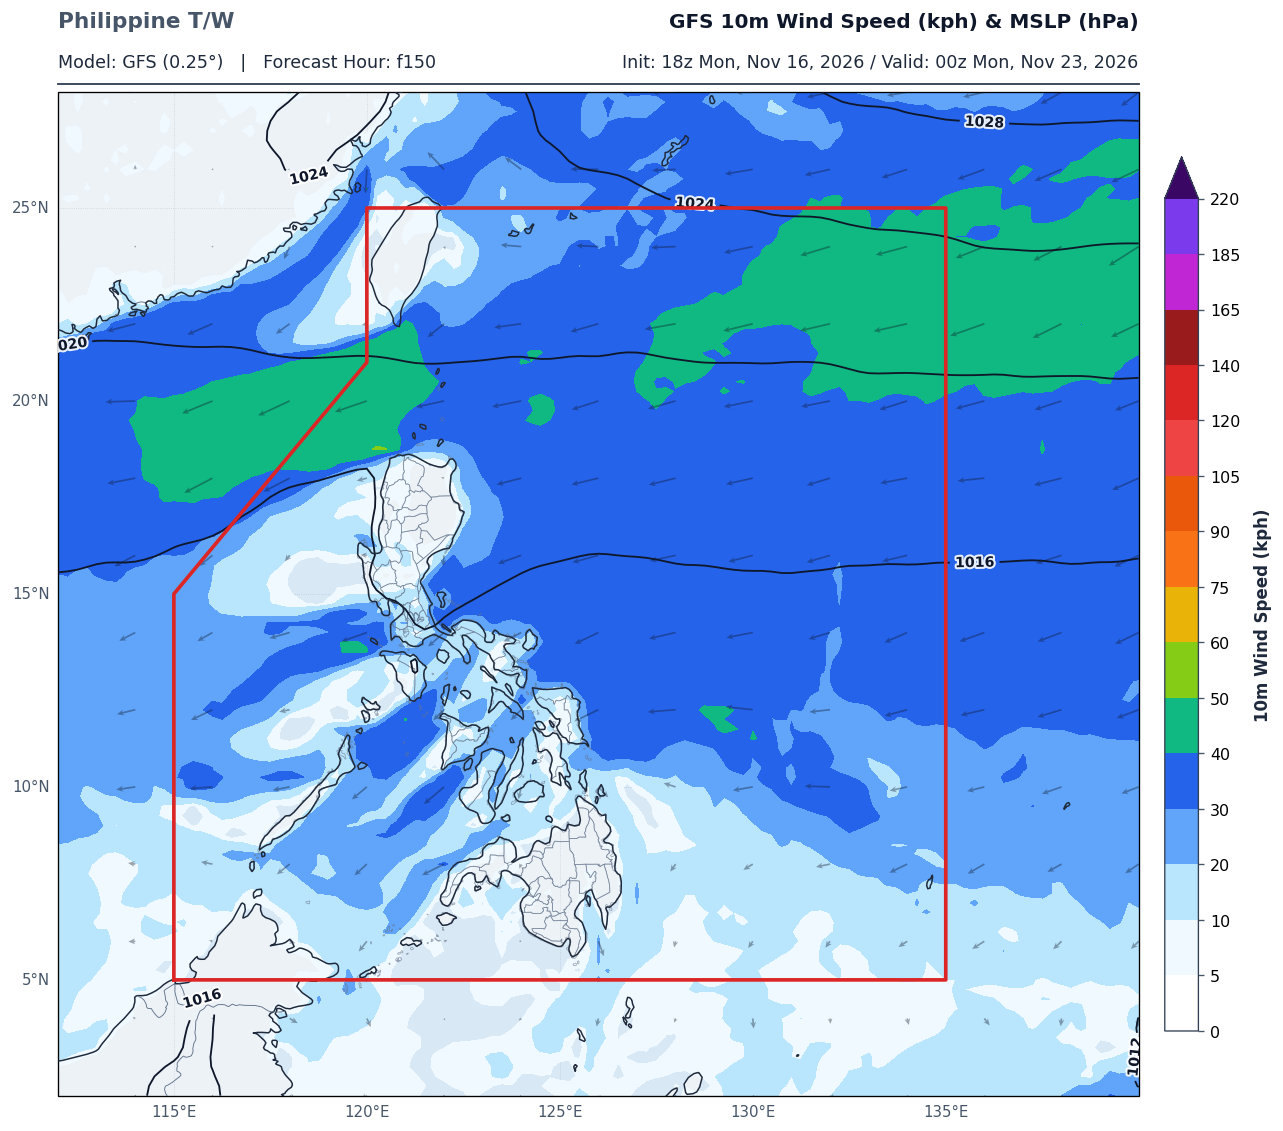 Philippine T/W
GFS 10m Wind Speed (kph) & MSLP (hPa)
Model: GFS (0.25°) | Forecast Hour: f150
Init: 18z Mon, Nov 16, 2026 / Valid: 00z Mon, Nov 23, 2026
1028
1024
1024
020
1016
1016
1012
25°N
20°N
15°N
10°N
5°N
115°E
120°E
125°E
130°E
135°E
220
185
165
140
120
105
90
75
60
50
40
30
20
10
5
0
10m Wind Speed (kph)